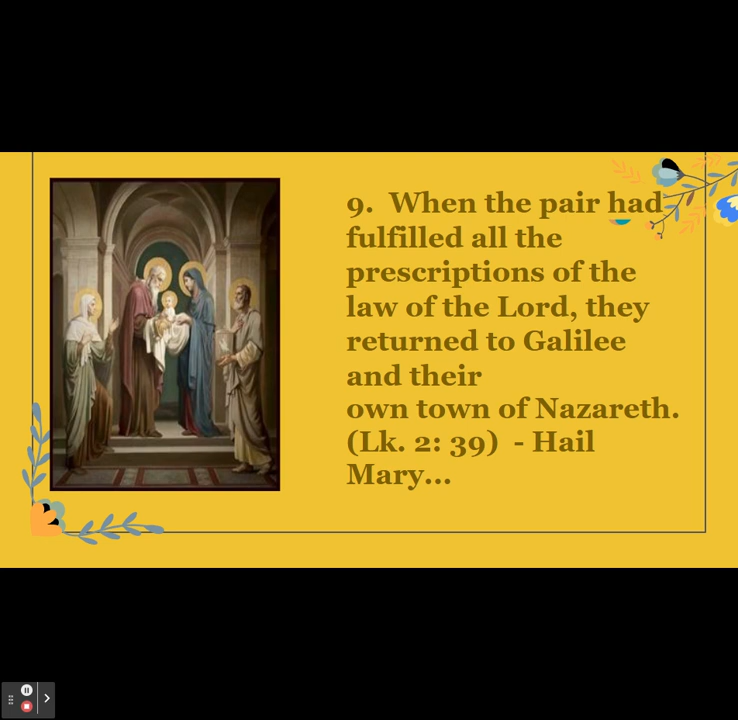 9.  When the pair had
fulfilled all the
prescriptions of the
law of the Lord, they
returned to Galilee
and their
own town of Nazareth.
(Lk. 2: 39)  - Hail
Mary...